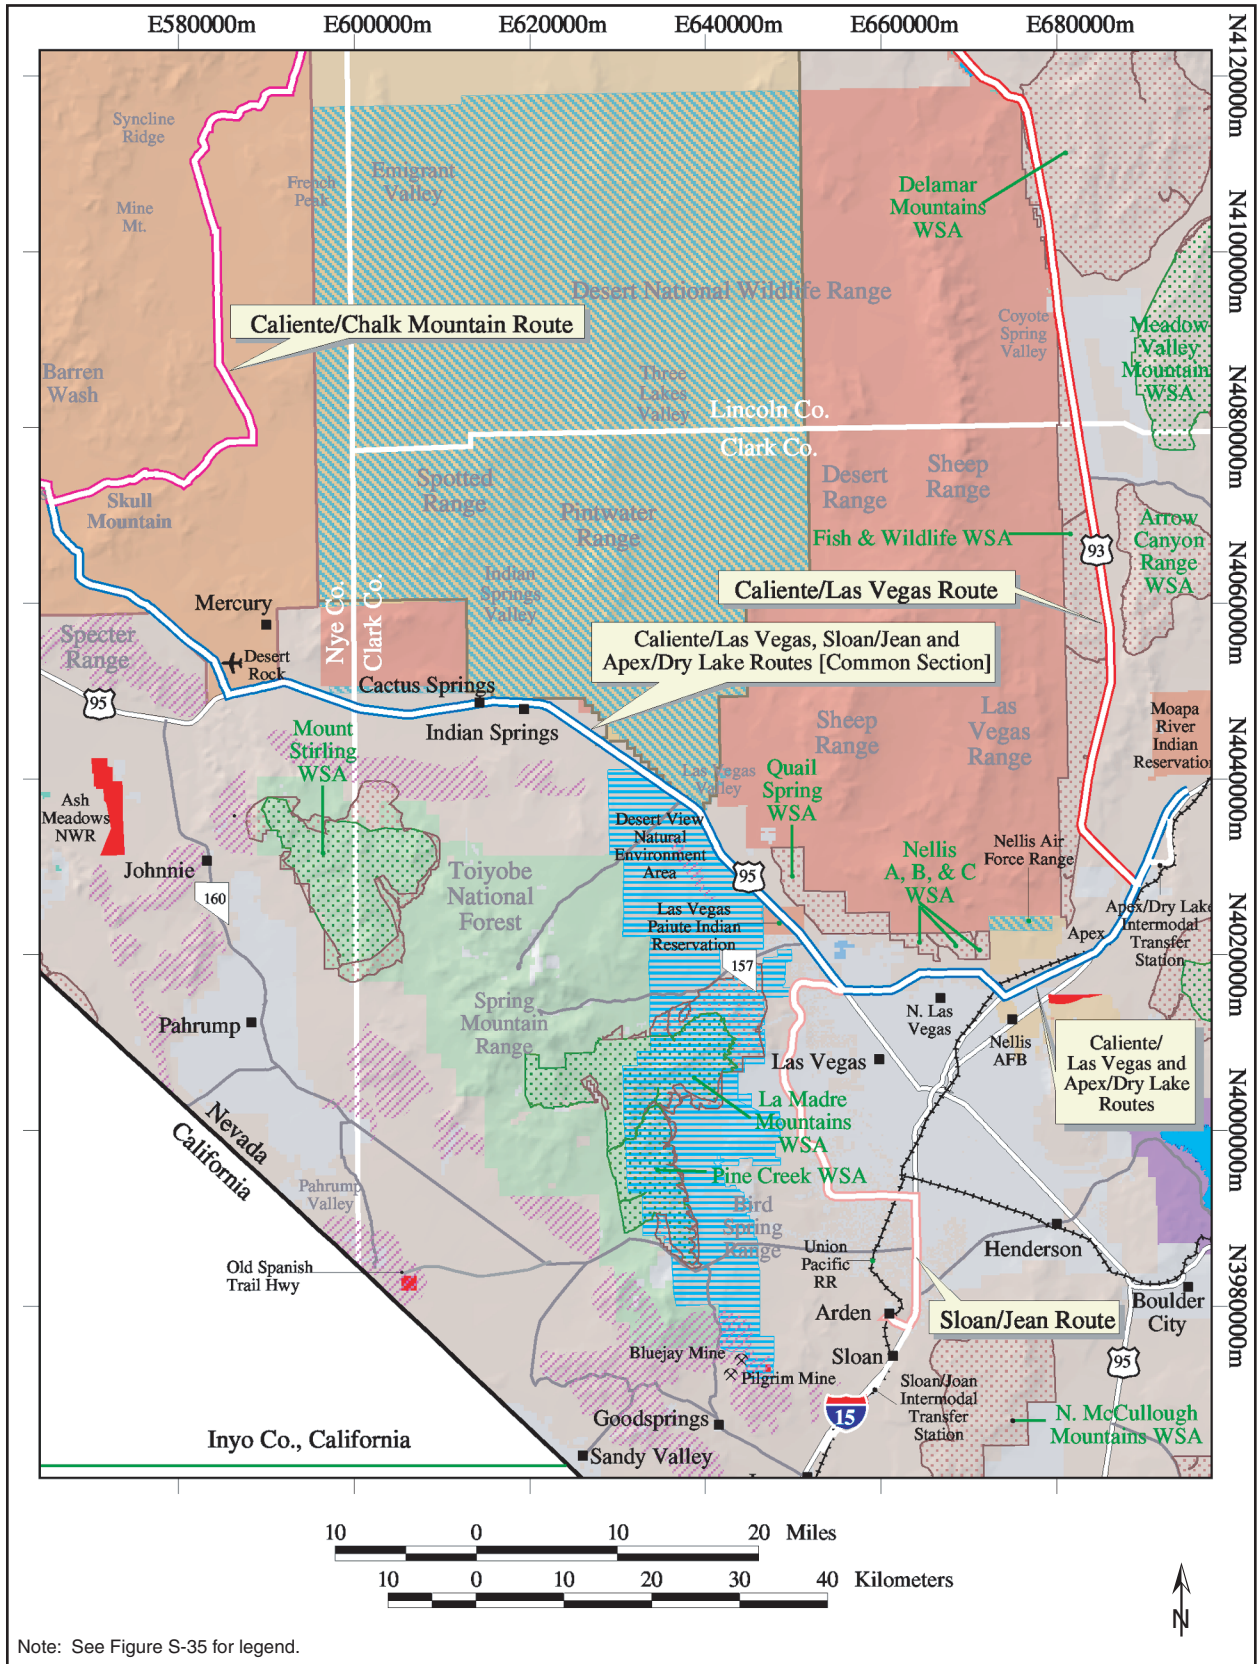 E580000m
E600000m
E620000m
E640000m
E660000m
E680000m
N4120000m
N4100000m
N4080000m
N4060000m
N4040000m
N4020000m
N4000000m
N3980000m
Syncline
Ridge
French
Peak
Emigrant
Valley
Mine
Mt.
Delamar
Mountains
WSA
Desert National Wildlife Range
Caliente/Chalk Mountain Route
Coyote
Spring
Valley
Meadow
Valley
Mountain
WSA
Barren
Wash
Three
Lakes
Valley
Lincoln Co.
Clark Co.
Spotted
Range
Desert
Range
Sheep
Range
Skull
Mountain
Pintwater
Range
Fish & Wildlife WSA
93
Arrow
Canyon
Range
WSA
Indian
Springs
Valley
Caliente/Las Vegas Route
Mercury
Nye Co.
Clark Co
Specter
Range
Desert
Rock
Caliente/Las Vegas, Sloan/Jean and
Apex/Dry Lake Routes [Common Section]
95
Cactus Springs
Indian Springs
Sheep
Range
Las
Vegas
Range
Moapa
River
Indian
Reservation
Mount
Stirling
WSA
Las Vegas
Valley
Quail
Spring
WSA
Ash
Meadows
NWR
Desert View
Natural
Environment
Area
Nellis
A, B, & C
WSA
Nellis Air
Force Range
Johnnie
160
Toiyobe
National
Forest
95
Las Vegas
Paiute Indian
Reservation
157
Apex
Apex/Dry Lake
Intermodal
Transfer
Station
Pahrump
Spring
Mountain
Range
N. Las
Vegas
Nellis
AFB
Las Vegas
Caliente/
Las Vegas and
Apex/Dry Lake
Routes
La Madre
Mountains
WSA
Nevada
California
Pine Creek WSA
Pahrump
Valley
Bird
Spring
Range
Henderson
Old Spanish
Trail Hwy
Union
Pacific
RR
Arden
Sloan/Jean Route
Boulder
City
Bluejay Mine
Pilgrim Mine
Sloan
95
Sloan/Joan
Intermodal
Transfer
Station
15
Goodsprings
N. McCullough
Mountains WSA
Inyo Co., California
Sandy Valley
10 0 10 20 Miles
10 0 10 20 30 40 Kilometers
N
Note: See Figure S-35 for legend.